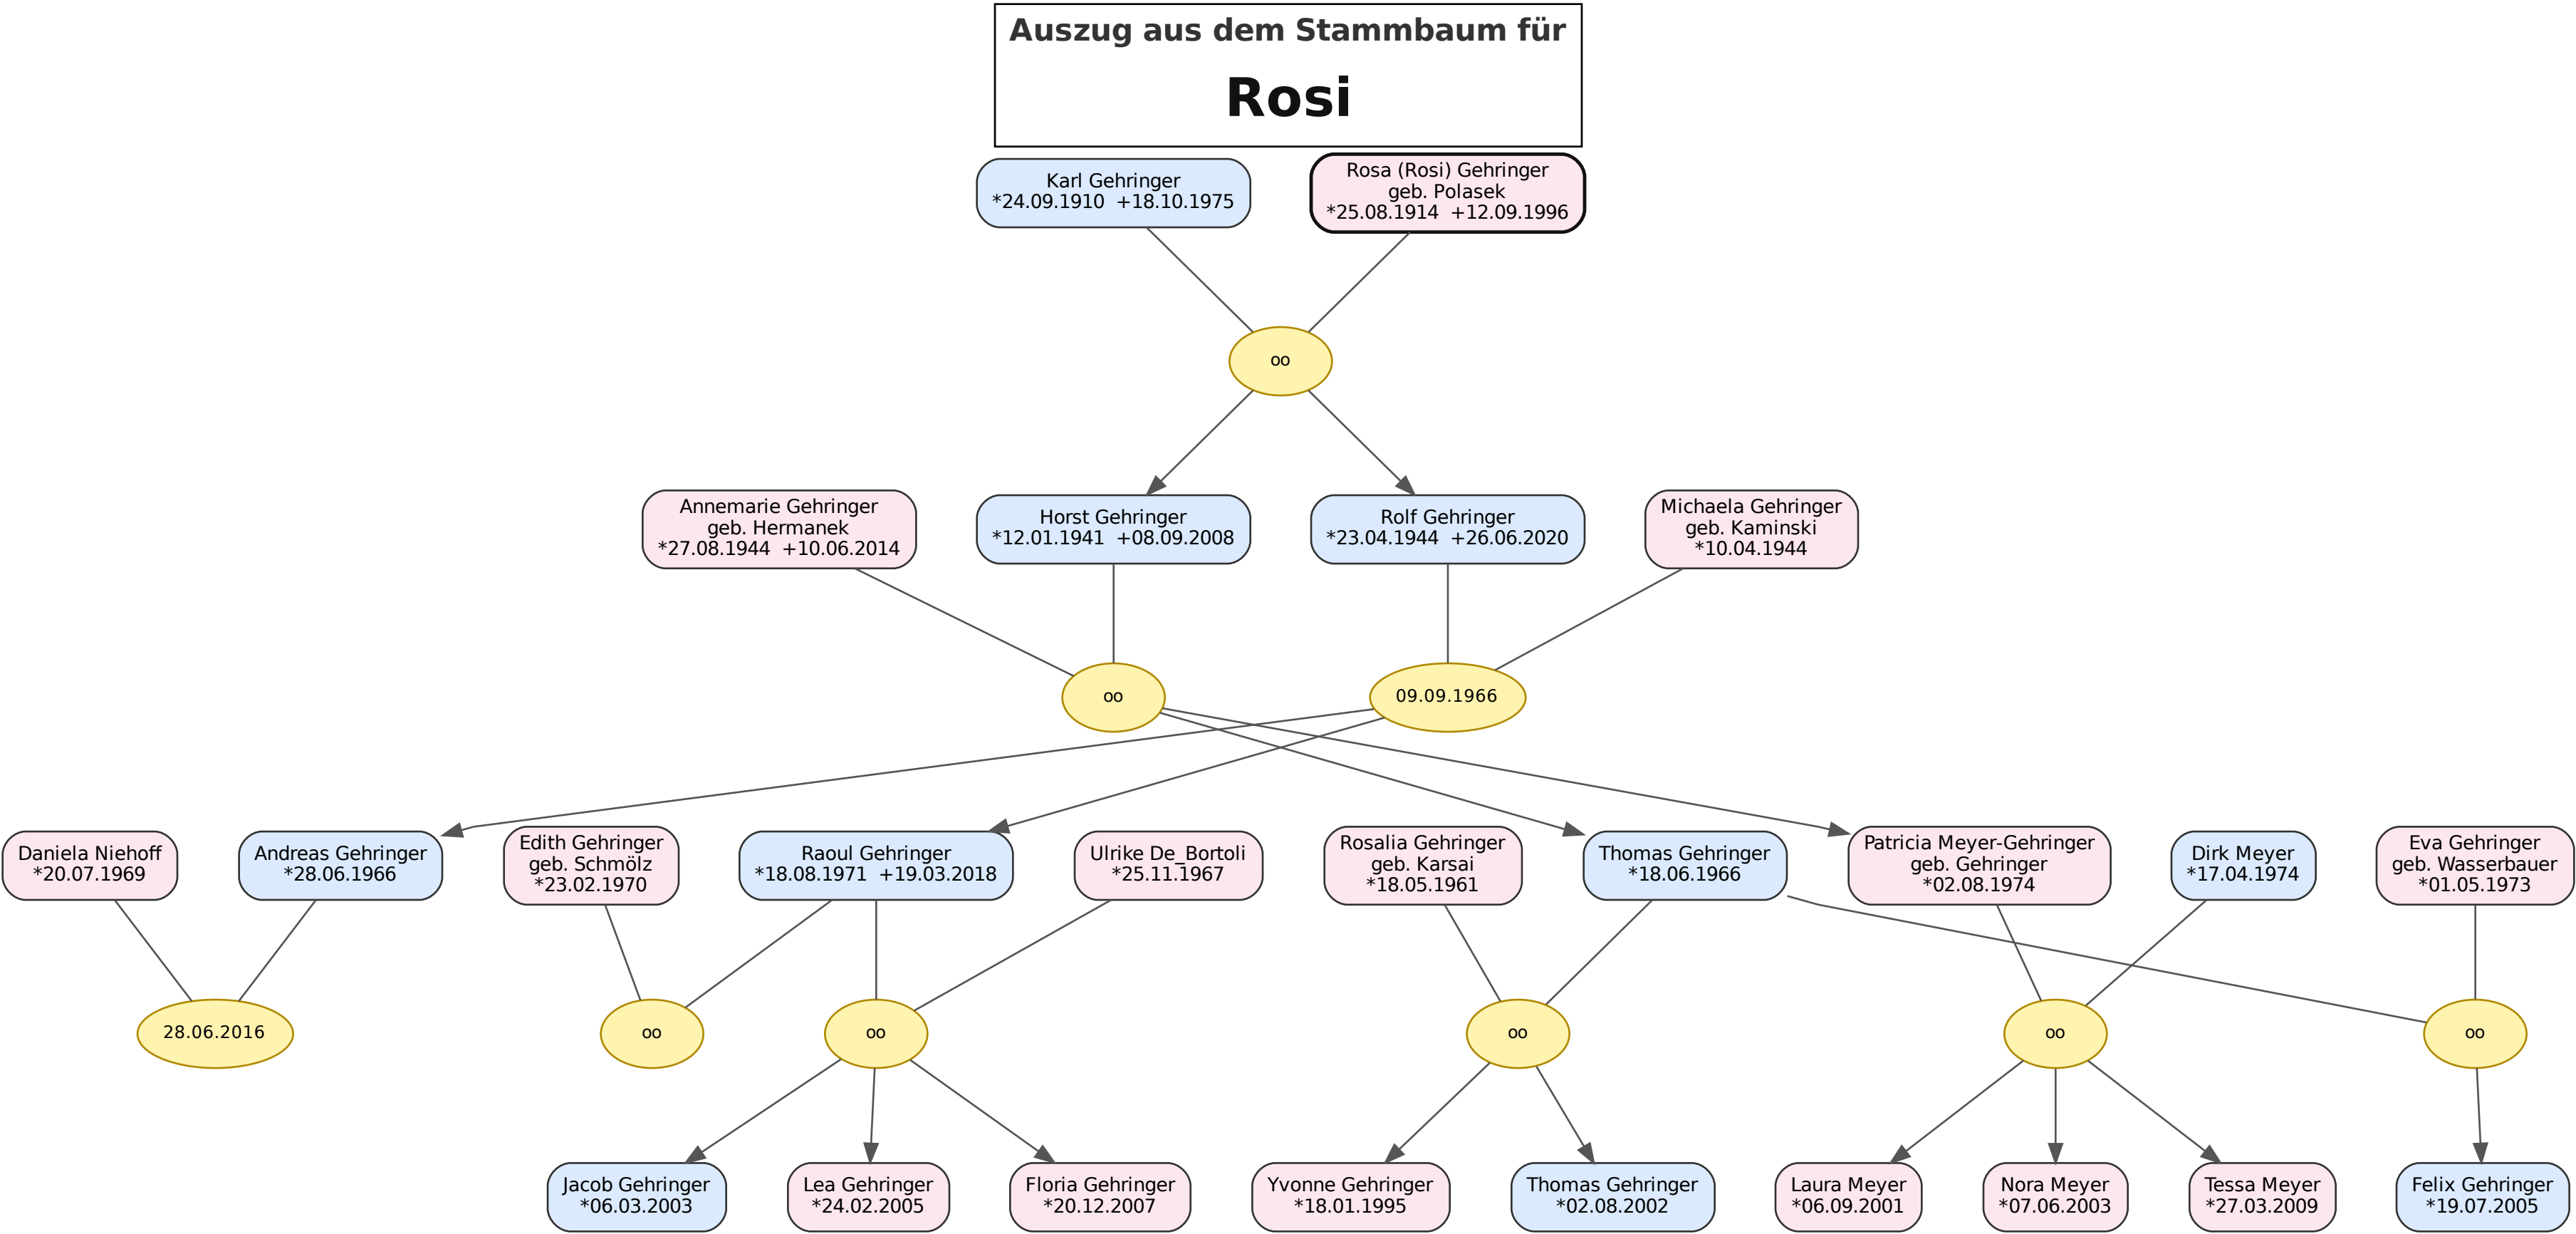 Auszug aus dem Stammbaum für
Rosi
Karl Gehringer
*24.09.1910 +18.10.1975
Rosa (Rosi) Gehringer
geb. Polasek
*25.08.1914 +12.09.1996
oo
Annemarie Gehringer
geb. Hermanek
*27.08.1944 +10.06.2014
Horst Gehringer
*12.01.1941 +08.09.2008
Rolf Gehringer
*23.04.1944 +26.06.2020
Michaela Gehringer
geb. Kaminski
*10.04.1944
oo
09.09.1966
Daniela Niehoff
*20.07.1969
Andreas Gehringer
*28.06.1966
Edith Gehringer
geb. Schmölz
*23.02.1970
Raoul Gehringer
*18.08.1971 +19.03.2018
Ulrike De_Bortoli
*25.11.1967
Rosalia Gehringer
geb. Karsai
*18.05.1961
Thomas Gehringer
*18.06.1966
Patricia Meyer-Gehringer
geb. Gehringer
*02.08.1974
Dirk Meyer
*17.04.1974
Eva Gehringer
geb. Wasserbauer
*01.05.1973
28.06.2016
oo
oo
oo
oo
oo
Jacob Gehringer
*06.03.2003
Lea Gehringer
*24.02.2005
Floria Gehringer
*20.12.2007
Yvonne Gehringer
*18.01.1995
Thomas Gehringer
*02.08.2002
Laura Meyer
*06.09.2001
Nora Meyer
*07.06.2003
Tessa Meyer
*27.03.2009
Felix Gehringer
*19.07.2005